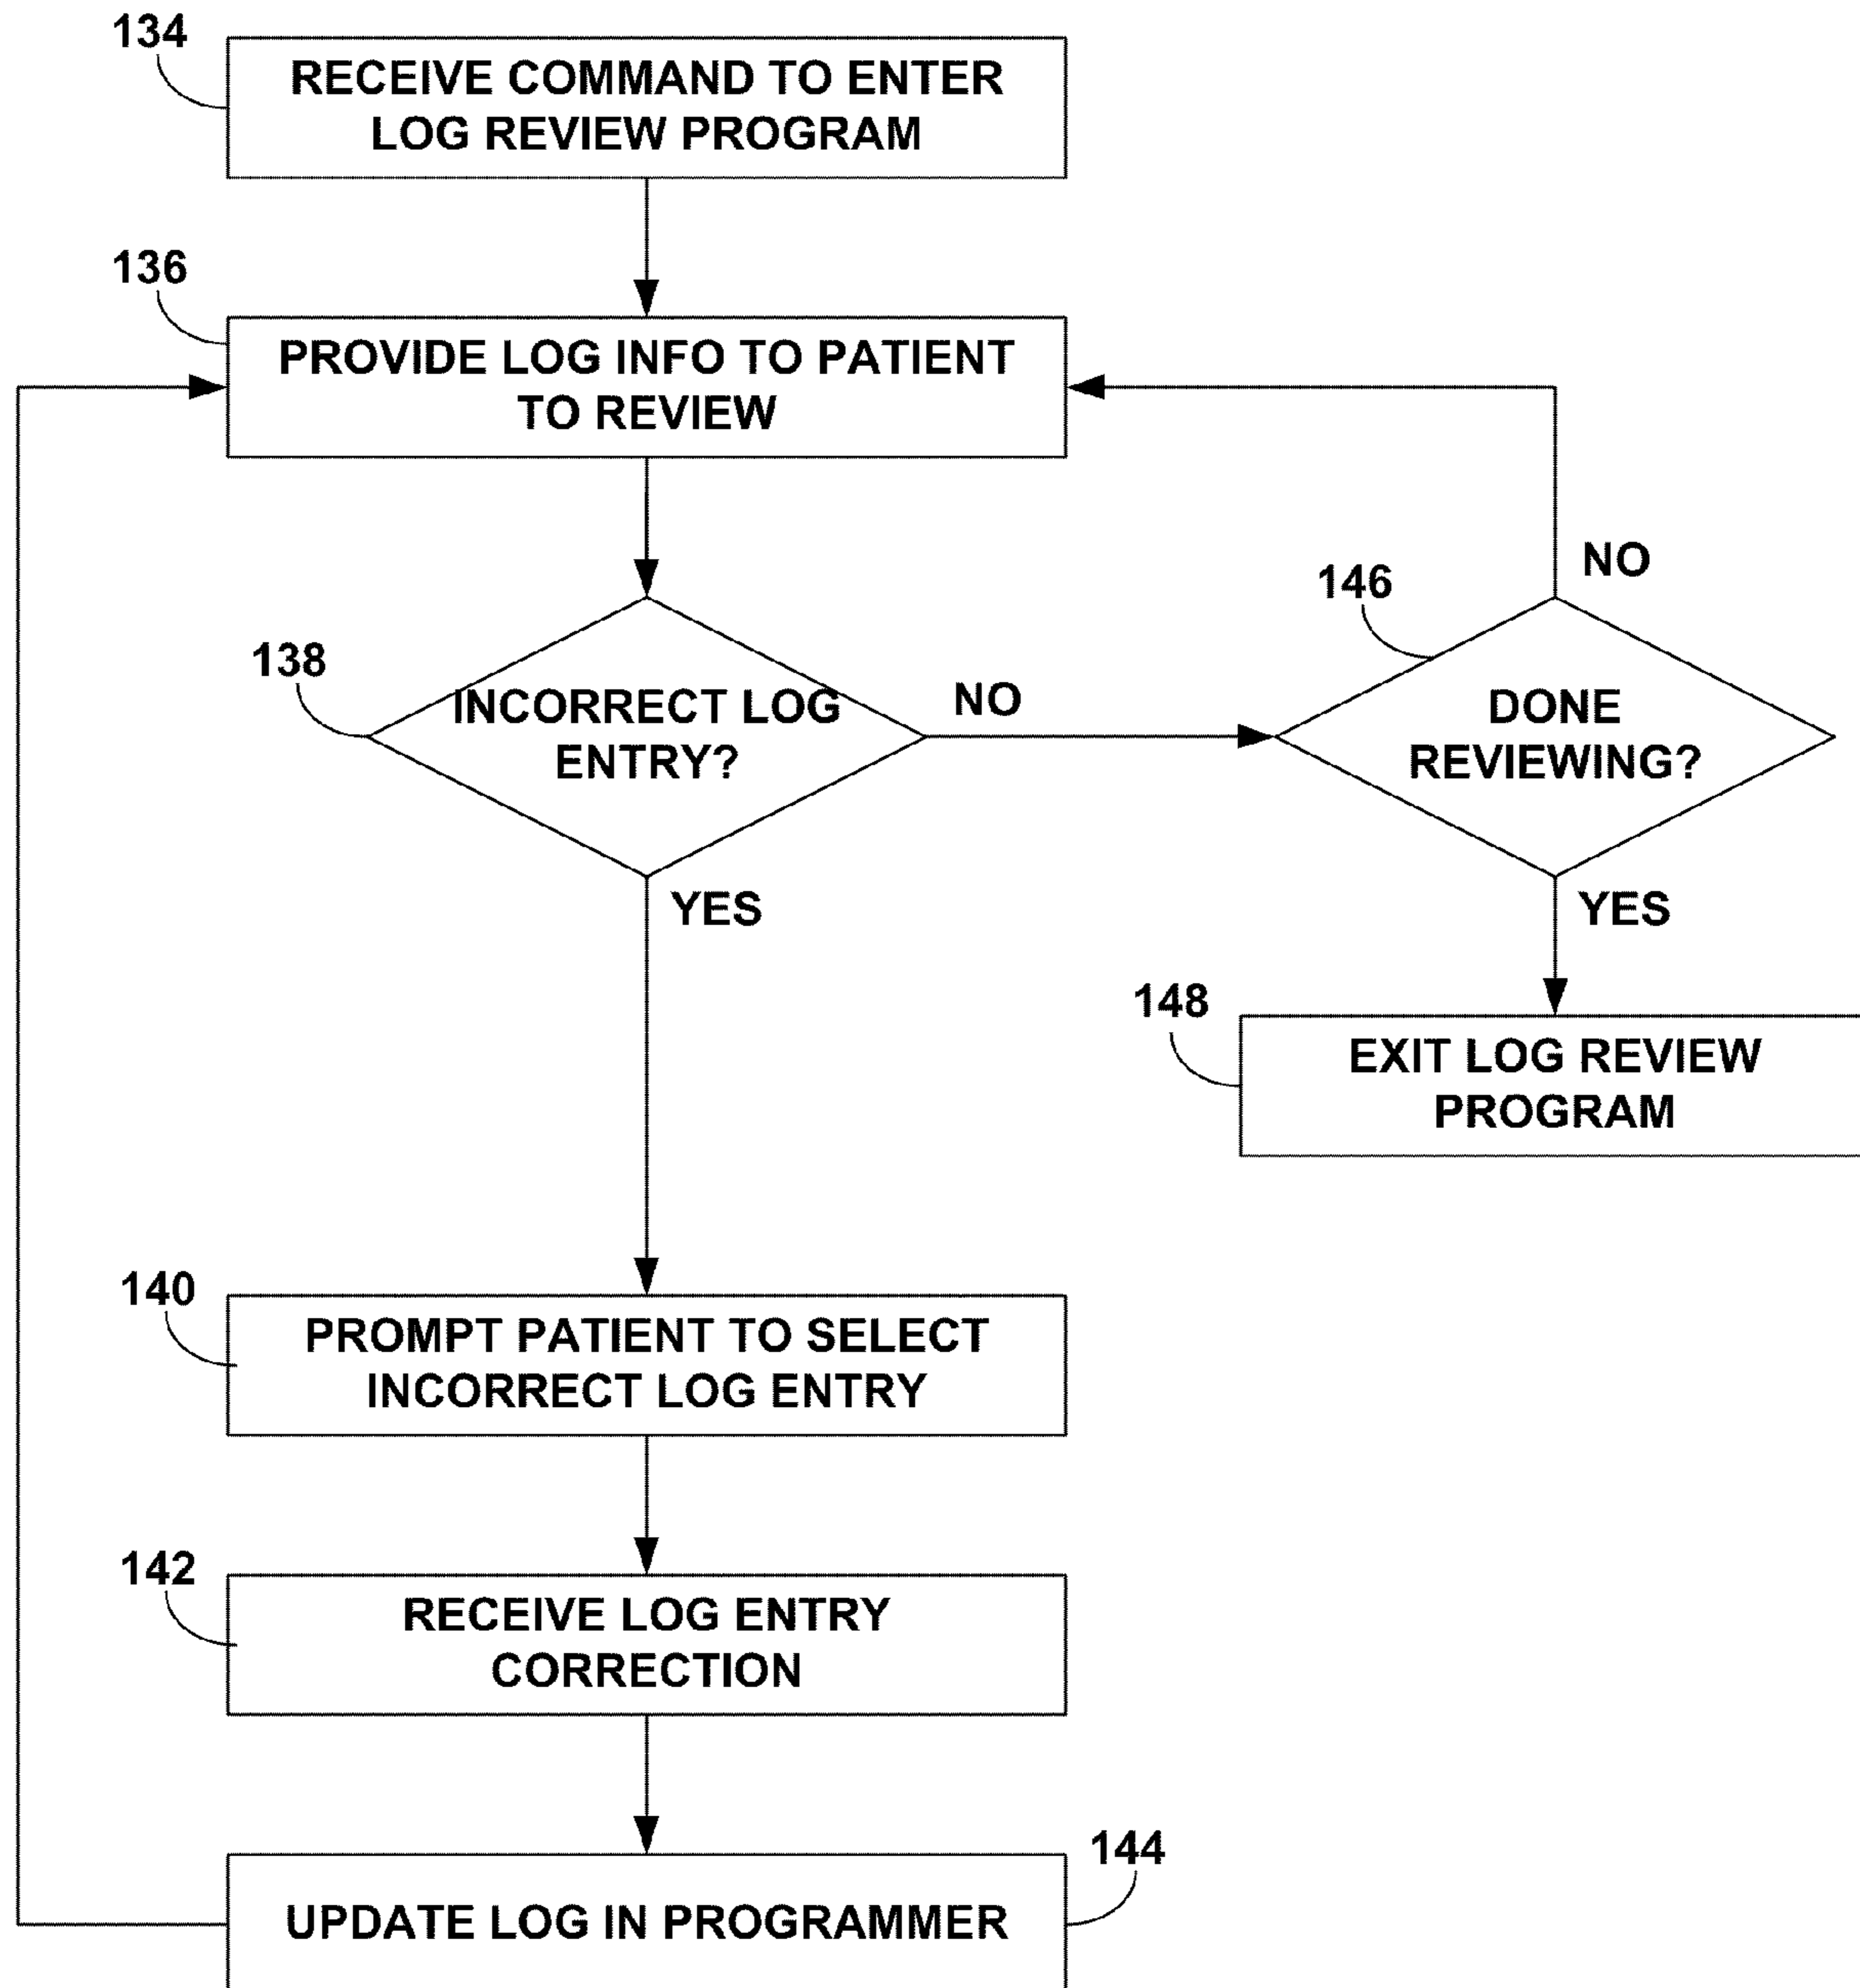 134
RECEIVE COMMAND TO ENTER
LOG REVIEW PROGRAM
136
PROVIDE LOG INFO TO PATIENT
TO REVIEW
138
INCORRECT LOG
ENTRY?
NO
146
NO
DONE
REVIEWING?
YES
YES
148
EXIT LOG REVIEW
PROGRAM
140
PROMPT PATIENT TO SELECT
INCORRECT LOG ENTRY
142
RECEIVE LOG ENTRY
CORRECTION
144
UPDATE LOG IN PROGRAMMER